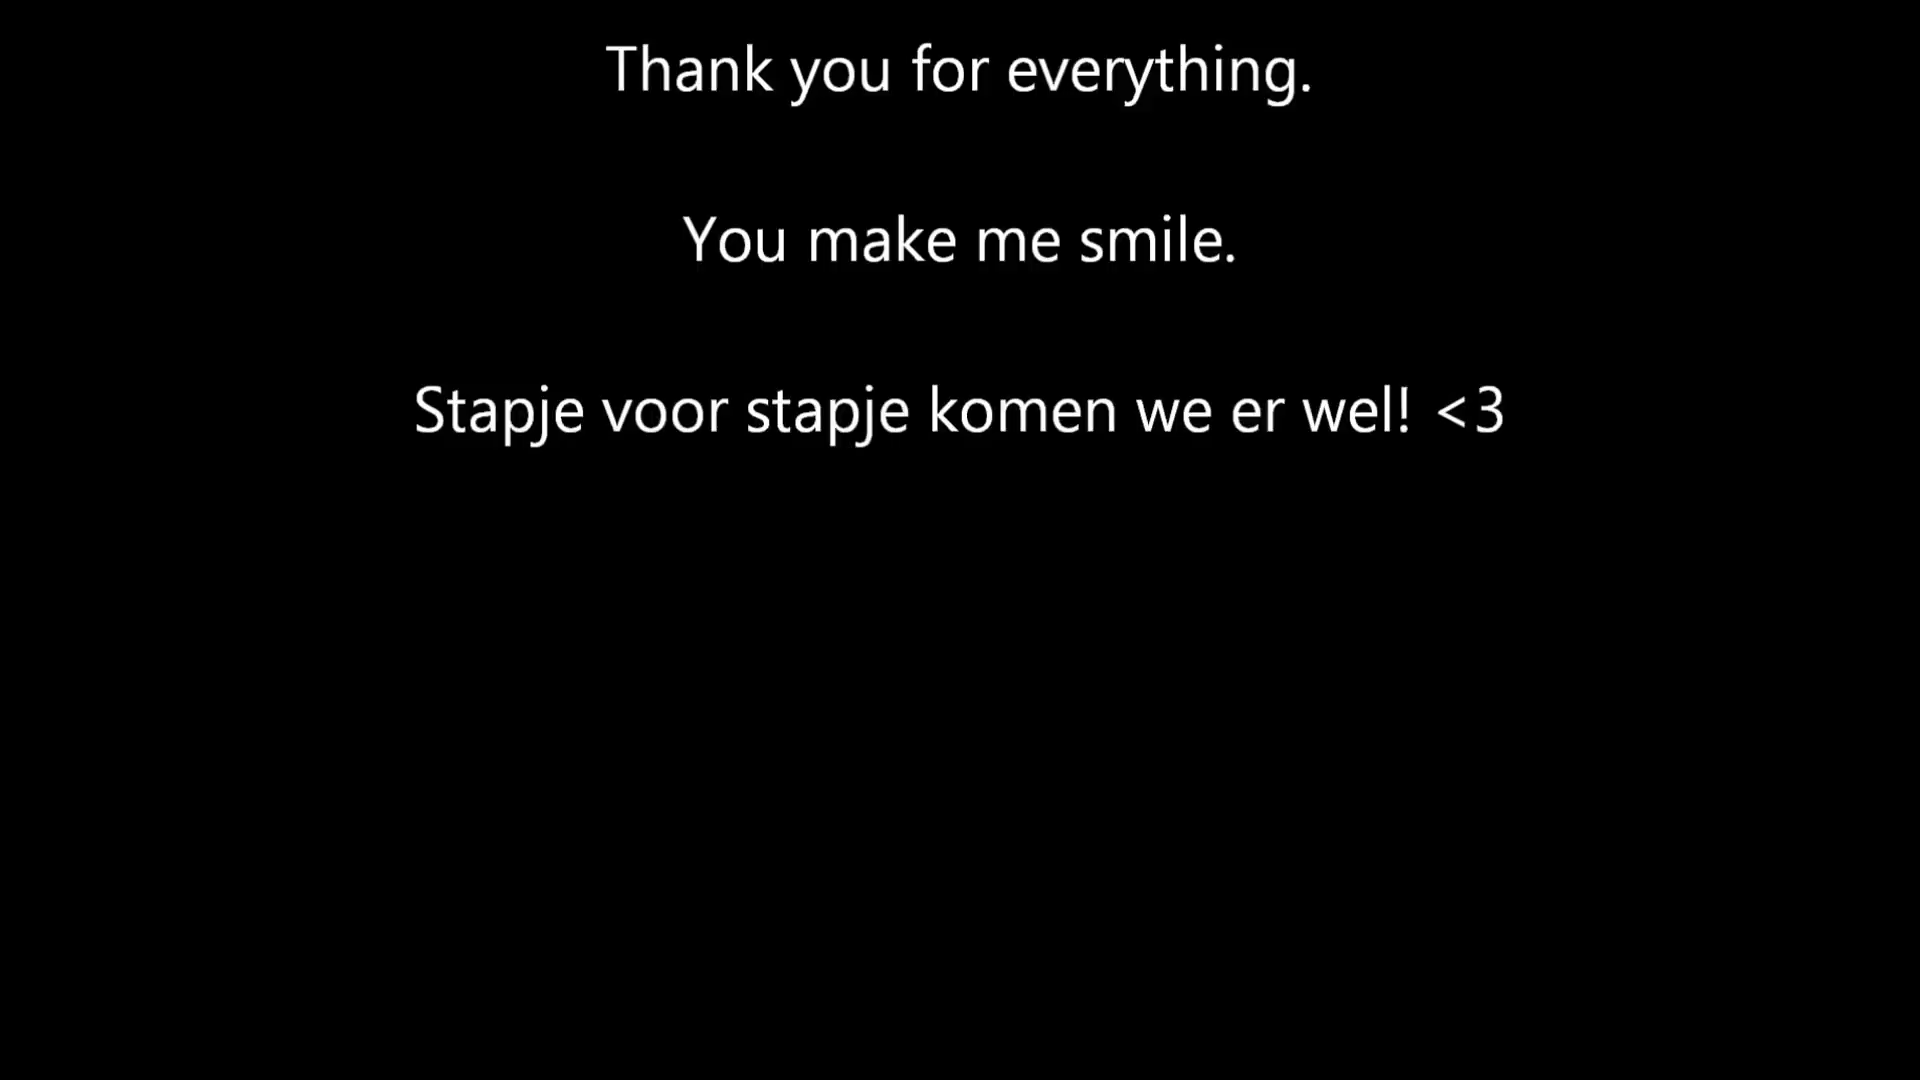 Thank you for everything.
You make me smile.
Stapje voor stapje komen we er wel! <3